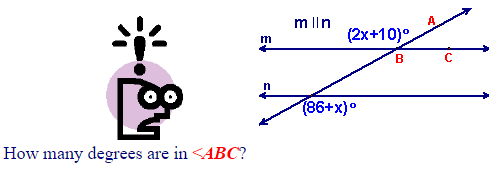 m || n
A
(2x+10)°
m
B
C
n
(86+x)°
How many degrees are in <ABC?